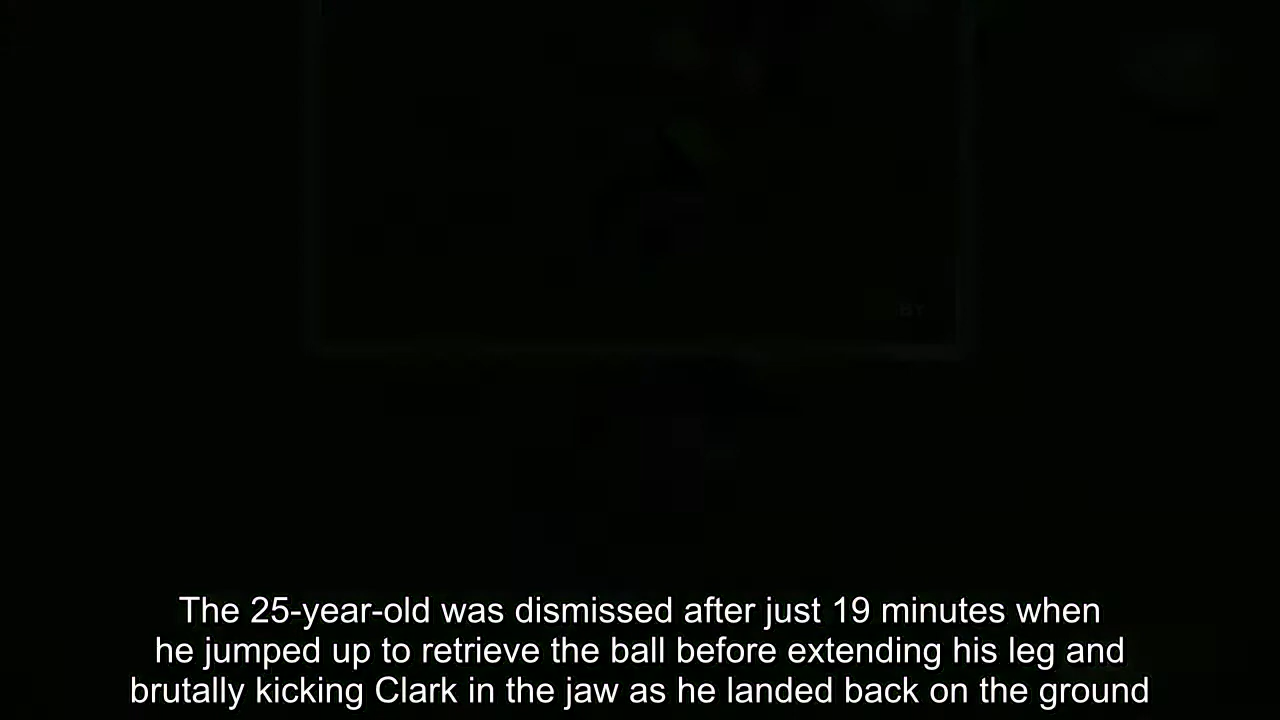 The 25-year-old was dismissed after just 19 minutes when
he jumped up to retrieve the ball before extending his leg and
brutally kicking Clark in the jaw as he landed back on the ground